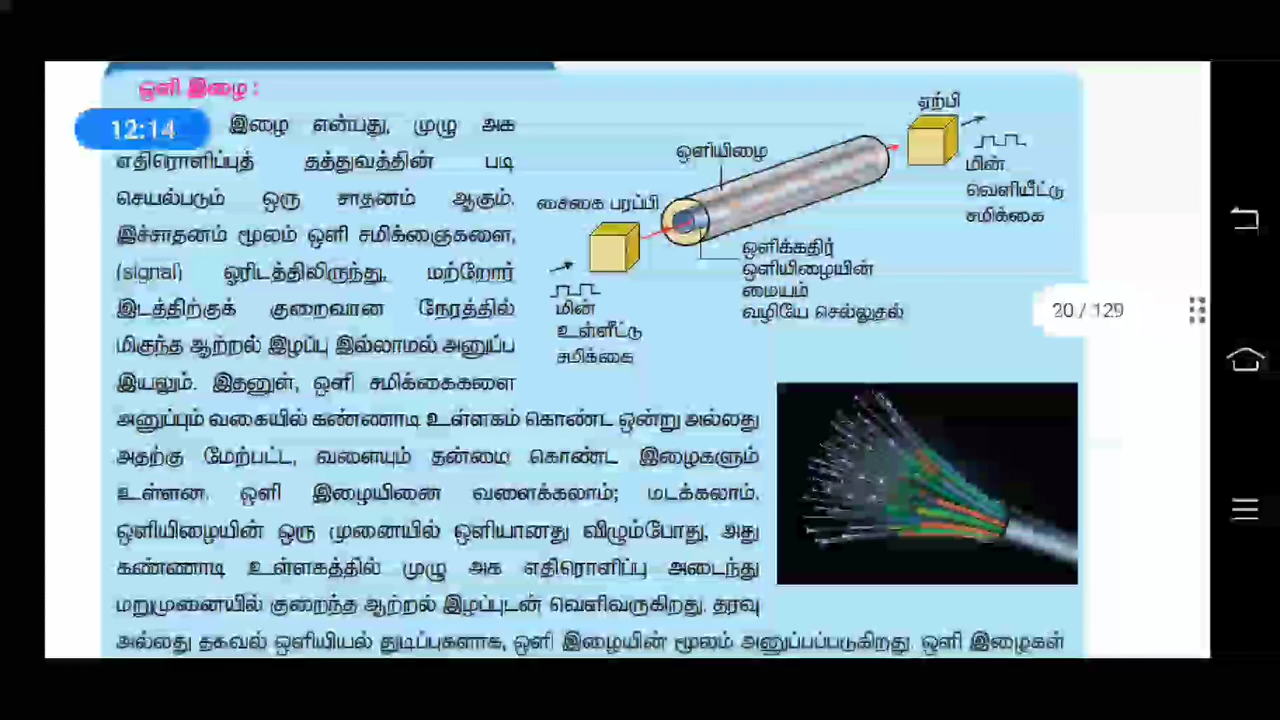 ஒளி இழை :
12:14
இழை என்பது, முழு அக
எதிரொளிப்புத் தத்துவத்தின் படி
செயல்படும் ஒரு சாதனம் ஆகும்.
இச்சாதனம் மூலம் ஒளி சமிக்ஞைகளை,
(signal) ஓரிடத்திலிருந்து, மற்றோர்
இடத்திற்குக் குறைவான நேரத்தில்
மிகுந்த ஆற்றல் இழப்பு இல்லாமல் அனுப்ப
இயலும். இதனுள், ஒளி சமிக்கைகளை
அனுப்பும் வகையில் கண்ணாடி உள்ளகம் கொண்ட ஒன்று அல்லது
அதற்கு மேற்பட்ட, வளையும் தன்மை கொண்ட இழைகளும்
உள்ளன. ஒளி இழையினை வளைக்கலாம்; மடக்கலாம்.
ஒளியிழையின் ஒரு முனையில் ஒளியானது விழும்போது, அது
கண்ணாடி உள்ளகத்தில் முழு அக எதிரொளிப்பு அடைந்து
மறுமுனையில் குறைந்த ஆற்றல் இழப்புடன் வெளிவருகிறது. தரவு
அல்லது தகவல் ஒளியியல் துடிப்புகளாக, ஒளி இழையின் மூலம் அனுப்பப்படுகிறது. ஒளி இழைகள்
ஏற்பி
ஒளியிழை
மின்
வெளியீட்டு
சமிக்கை
சைகை பரப்பி
ஒளிக்கதிர்
ஒளியிழையின்
மையம்
வழியே செல்லுதல்
மின்
உள்ளீட்டு
சமிக்கை
20 / 129